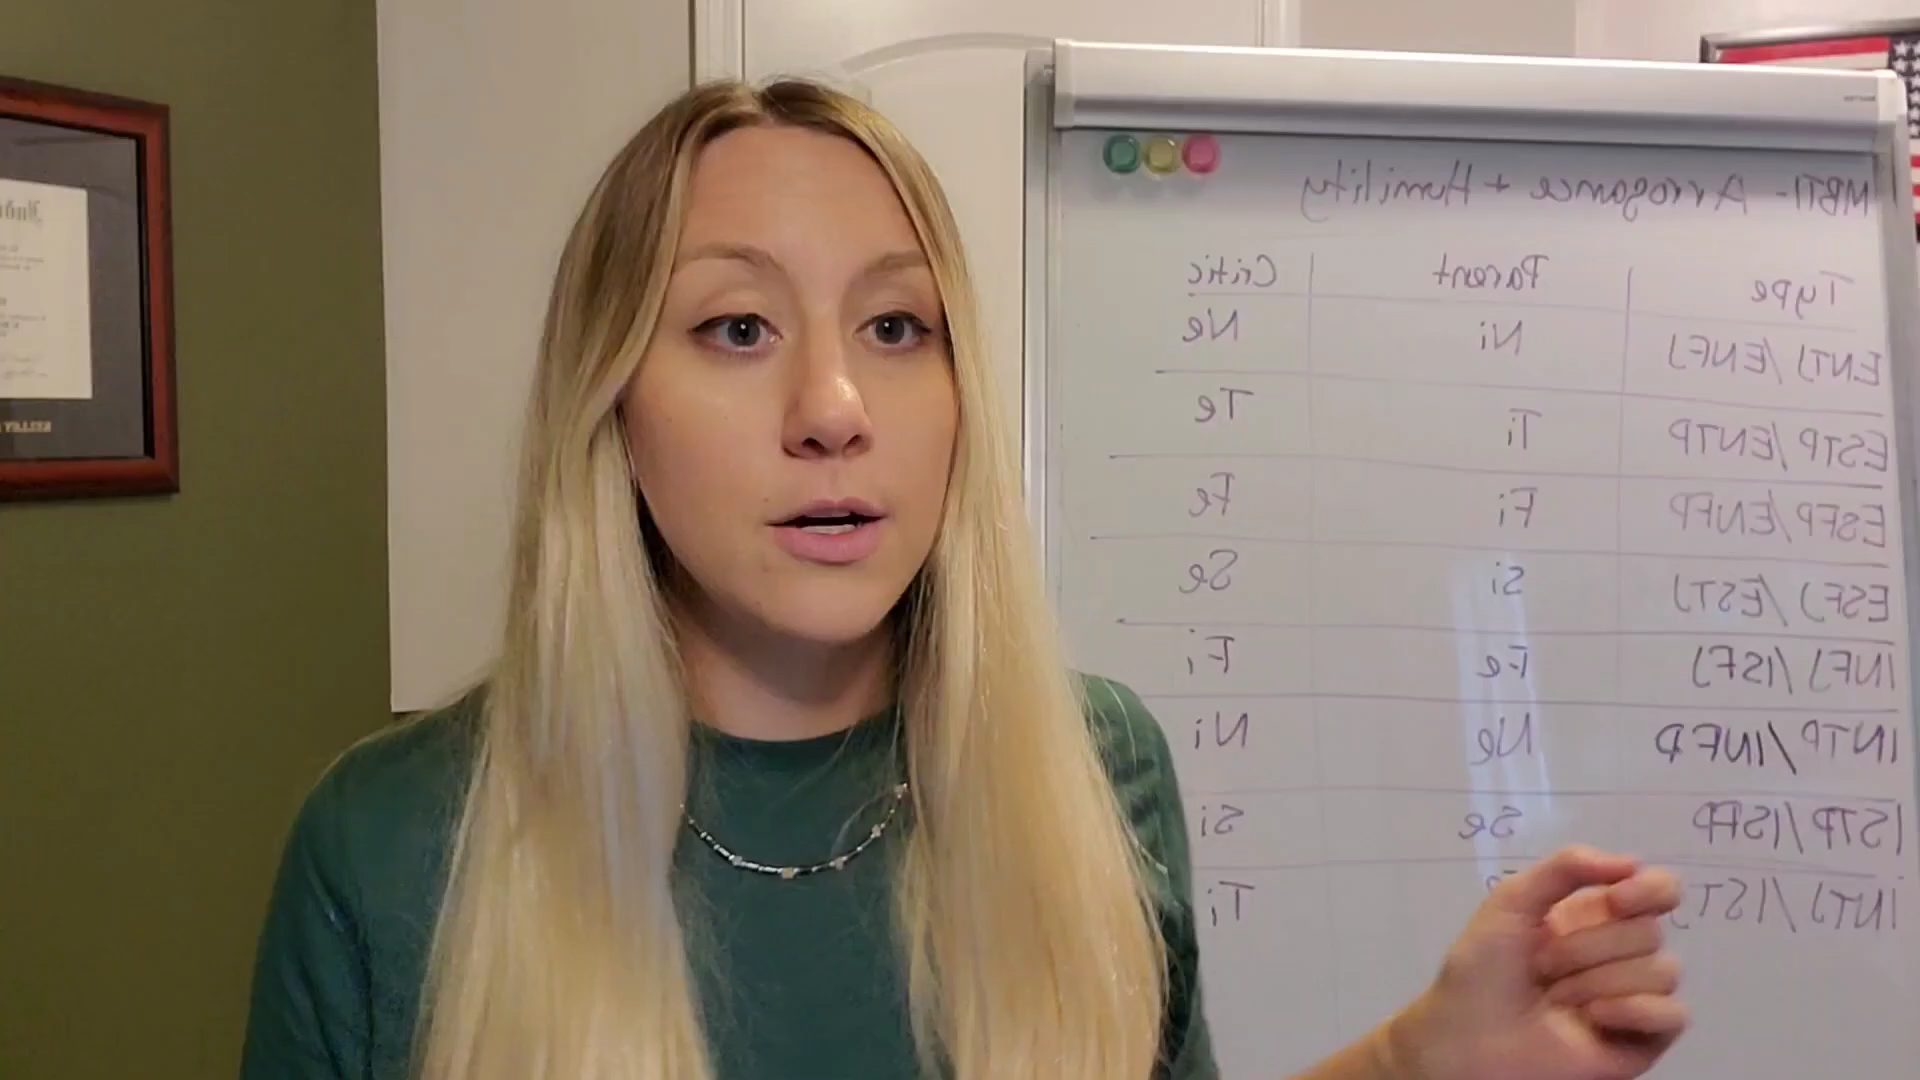 MBTI - Arrogance + Humility
Type Parent Critic
ENTJ/ENFJ Ni Ne
ESTP/ENTP Ti Te
ESFP/ENFP Fi Fe
ESFJ/ESTJ Si Se
INFJ/ISFJ Fe Fi
INTP/INFP Ne Ni
ISTP/ISFP Se Si
INTJ/ISTJ Ti